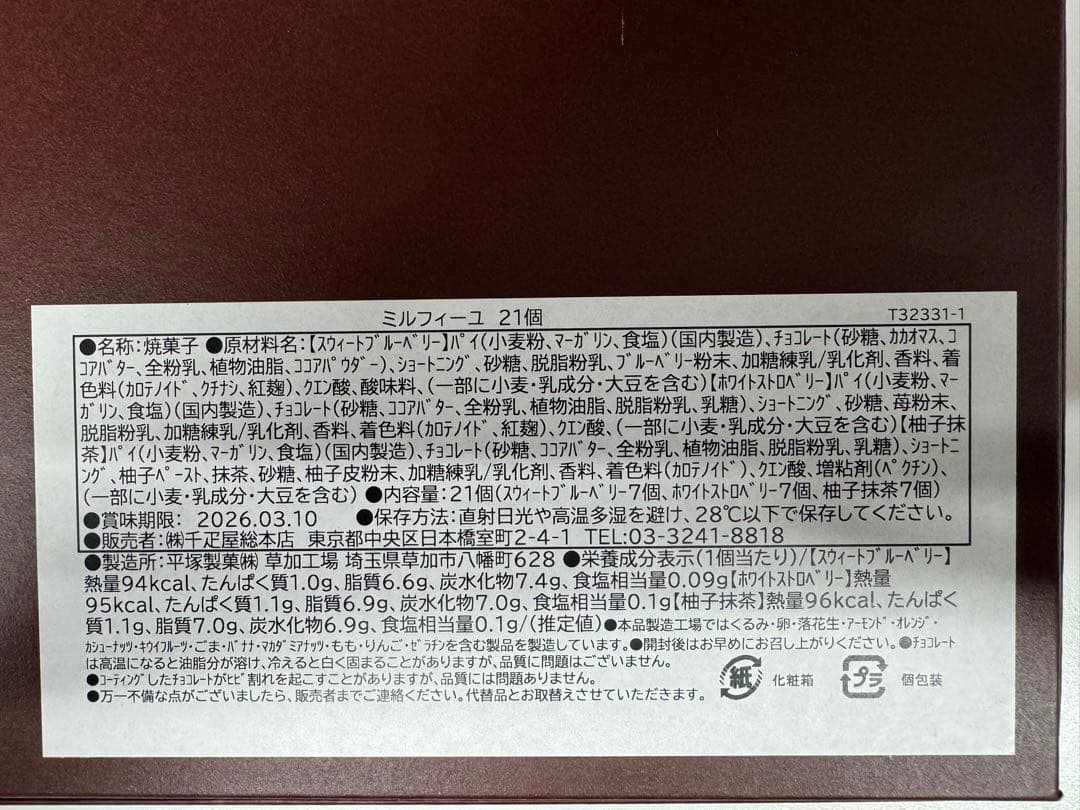 ミルフィーユ 21個
T32331-1
●名称:焼菓子 ●原材料名:【スウィートブルーベリー】パイ(小麦粉、マーガリン、食塩)(国内製造)、チョコレート(砂糖、カカオマス、コ
コアバター、全粉乳、植物油脂、ココアパウダー)、ショートニング、砂糖、脱脂粉乳、ブルーベリー粉末、加糖練乳/乳化剤、香料、着
色料(カロテノイド、クチナシ、紅麹)、クエン酸、酸味料、(一部に小麦・乳成分・大豆を含む)【ホワイトストロベリー】パイ(小麦粉、マー
ガリン、食塩)(国内製造)、チョコレート(砂糖、ココアバター、全粉乳、植物油脂、脱脂粉乳、乳糖)、ショートニング、砂糖、苺粉末、
脱脂粉乳、加糖練乳/乳化剤、香料、着色料(カロテノイド、紅麹)、クエン酸、(一部に小麦・乳成分・大豆を含む)【柚子抹
茶】パイ(小麦粉、マーガリン、食塩)(国内製造)、チョコレート(砂糖、ココアバター、全粉乳、植物油脂、脱脂粉乳、乳糖)、ショートニ
ング、柚子ペースト、抹茶、砂糖、柚子皮粉末、加糖練乳/乳化剤、香料、着色料(カロテノイド)、クエン酸、増粘剤(ペクチン)、
(一部に小麦・乳成分・大豆を含む) ●内容量:21個(スウィートブルーベリー7個、ホワイトストロベリー7個、柚子抹茶7個)
●賞味期限: 2026.03.10 ●保存方法:直射日光や高温多湿を避け、28℃以下で保存してください。
●販売者:㈱千疋屋総本店 東京都中央区日本橋室町2-4-1 TEL:03-3241-8818
●製造所:平塚製菓㈱ 草加工場 埼玉県草加市八幡町628 ●栄養成分表示(1個当たり)/【スウィートブルーベリー】
熱量94kcal、たんぱく質1.0g、脂質6.6g、炭水化物7.4g、食塩相当量0.09g【ホワイトストロベリー】熱量
95kcal、たんぱく質1.1g、脂質6.9g、炭水化物7.0g、食塩相当量0.1g【柚子抹茶】熱量96kcal、たんぱく
質1.1g、脂質7.0g、炭水化物6.9g、食塩相当量0.1g/(推定値)●本品製造工場ではくるみ・卵・落花生・アーモンド・オレンジ・
カシューナッツ・キウイフルーツ・ごま・バナナ・マカダミアナッツ・もも・りんご・ゼラチンを含む製品を製造しています。●開封後はお早めにお召し上がりください。●チョコレート
は高温になると油脂分が溶け、冷えると白く固まることがありますが、品質に問題はございません。
●コーティングしたチョコレートがヒビ割れを起こすことがありますが、品質には問題ありません。
●万一不備な点がございましたら、販売者までご連絡ください。代替品とお取替えさせていただきます。
紙 化粧箱 プラ 個包装